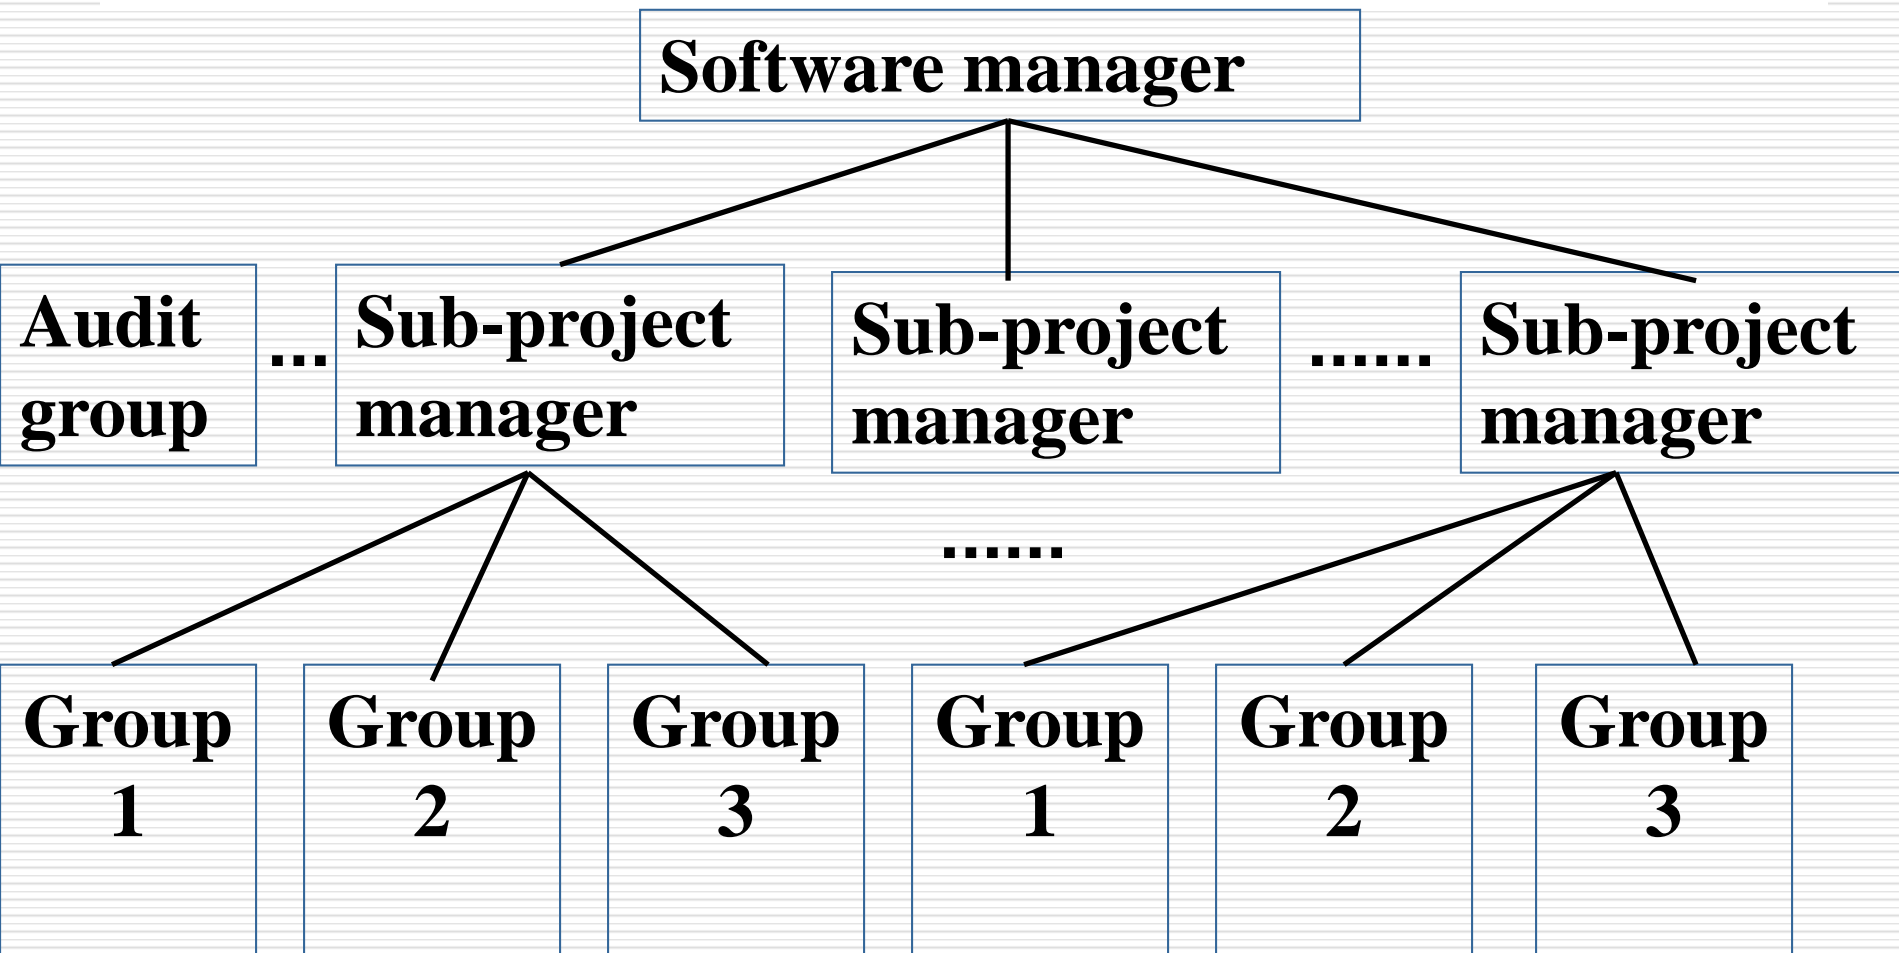 Software manager
Audit
group
...
Sub-project
manager
Sub-project
manager
......
Sub-project
manager
......
Group
1
Group
2
Group
3
Group
1
Group
2
Group
3